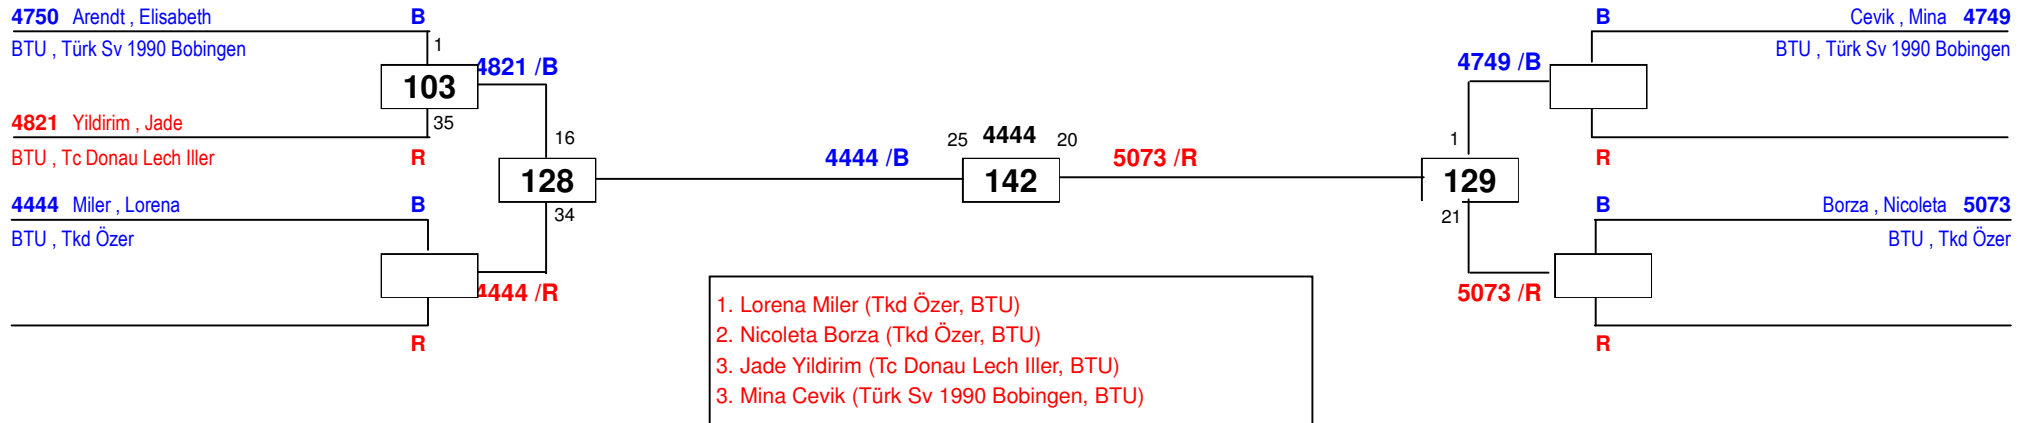 4750 Arendt , Elisabeth B
BTU , Türk Sv 1990 Bobingen
1
4821 /B
103
4821 Yildirim , Jade
35
BTU , Tc Donau Lech Iller R
16
128
34
4444 Miler , Lorena B
BTU , Tkd Özer
4444 /R
R
4444 /B
25 4444 20
142
5073 /R
B Cevik , Mina 4749
BTU , Türk Sv 1990 Bobingen
4749 /B
1
R
129
21
B Borza , Nicoleta 5073
BTU , Tkd Özer
5073 /R
R
1. Lorena Miler (Tkd Özer, BTU)
2. Nicoleta Borza (Tkd Özer, BTU)
3. Jade Yildirim (Tc Donau Lech Iller, BTU)
3. Mina Cevik (Türk Sv 1990 Bobingen, BTU)